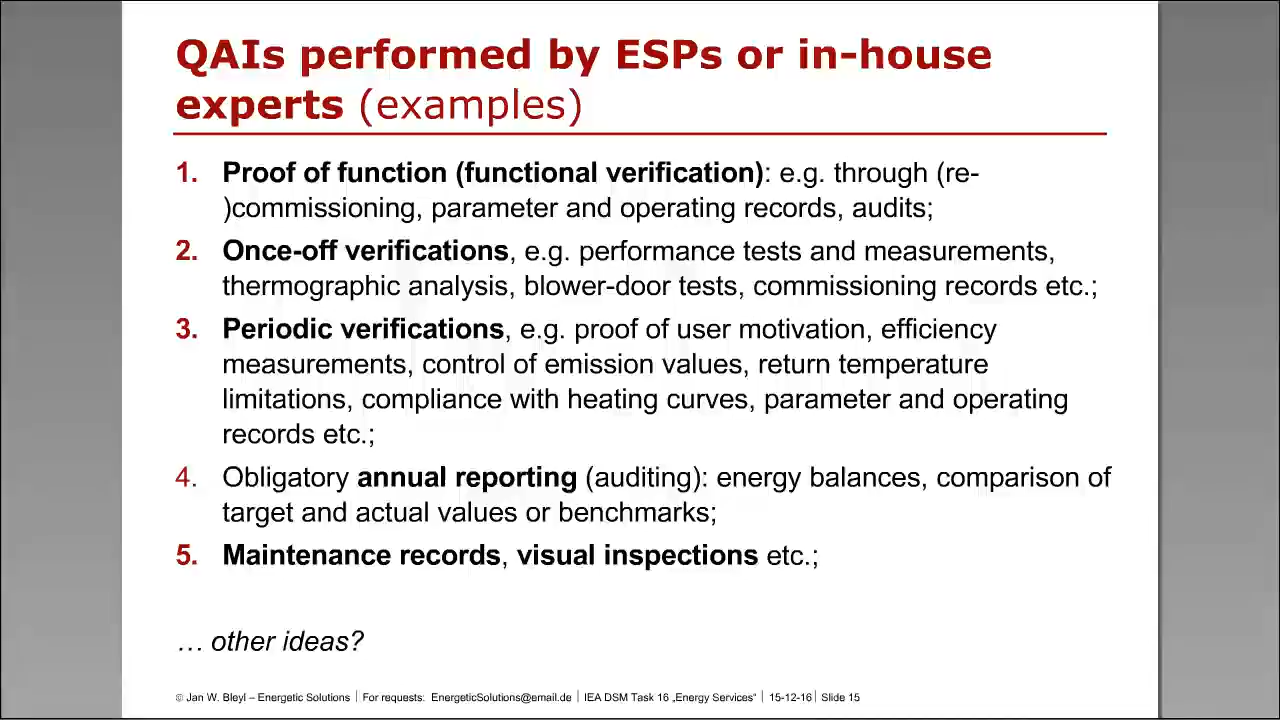 QAIs performed by ESPs or in-house
experts (examples)
1. Proof of function (functional verification): e.g. through (re-
)commissioning, parameter and operating records, audits;
2. Once-off verifications, e.g. performance tests and measurements,
thermographic analysis, blower-door tests, commissioning records etc.;
3. Periodic verifications, e.g. proof of user motivation, efficiency
measurements, control of emission values, return temperature
limitations, compliance with heating curves, parameter and operating
records etc.;
4. Obligatory annual reporting (auditing): energy balances, comparison of
target and actual values or benchmarks;
5. Maintenance records, visual inspections etc.;
… other ideas?
© Jan W. Bleyl – Energetic Solutions | For requests: EnergeticSolutions@email.de | IEA DSM Task 16 „Energy Services“ | 15-12-16 | Slide 15